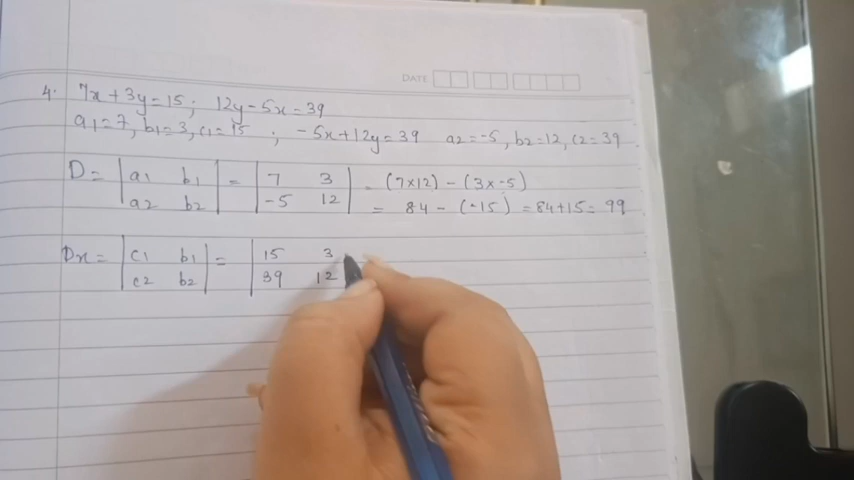 DATE
4. 7x+3y=15; 12y-5x=39
a1=7, b1=3, c1=15 ; -5x+12y=39 a2=-5, b2=12, c2=39
D= | a1 b1 | = | 7 3 | = (7×12) - (3×-5)
| a2 b2 | | -5 12 |
= 84 - (-15) = 84+15= 99
Dx = | c1 b1 | = | 15 3
| c2 b2 | | 39 12